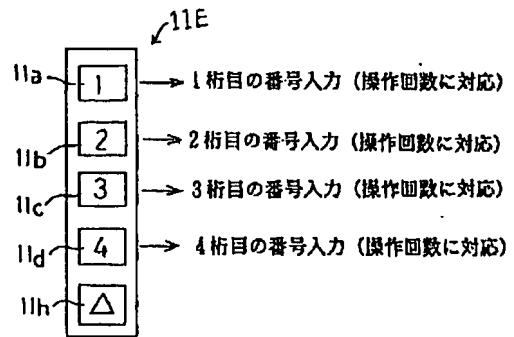 11E
11a 1 → 1桁目の番号入力 (操作回数に対応)
11b 2 → 2桁目の番号入力 (操作回数に対応)
11c 3 → 3桁目の番号入力 (操作回数に対応)
11d 4 → 4桁目の番号入力 (操作回数に対応)
11h △